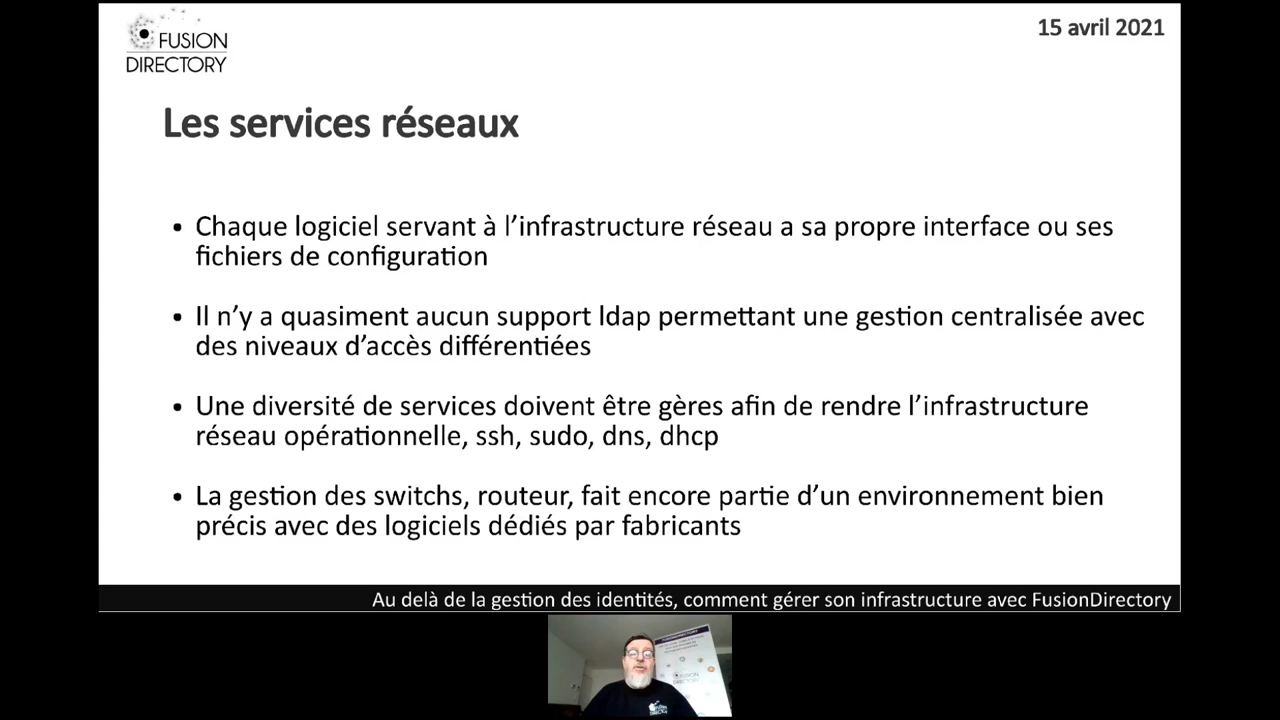 FUSION
DIRECTORY
15 avril 2021
Les services réseaux
• Chaque logiciel servant à l’infrastructure réseau a sa propre interface ou ses
fichiers de configuration
• Il n’y a quasiment aucun support ldap permettant une gestion centralisée avec
des niveaux d’accès différentiées
• Une diversité de services doivent être gères afin de rendre l’infrastructure
réseau opérationnelle, ssh, sudo, dns, dhcp
• La gestion des switchs, routeur, fait encore partie d’un environnement bien
précis avec des logiciels dédiés par fabricants
Au delà de la gestion des identités, comment gérer son infrastructure avec FusionDirectory
FUSION
DIRECTORY